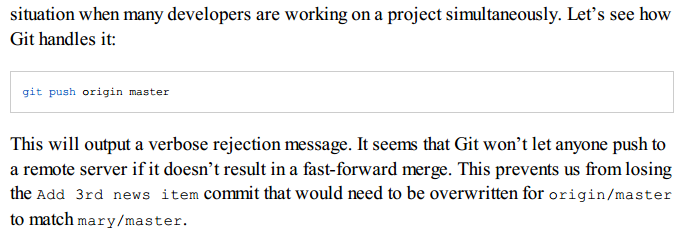 situation when many developers are working on a project simultaneously. Let’s see how
Git handles it:
git push origin master
This will output a verbose rejection message. It seems that Git won’t let anyone push to
a remote server if it doesn’t result in a fast-forward merge. This prevents us from losing
the Add 3rd news item commit that would need to be overwritten for origin/master
to match mary/master.